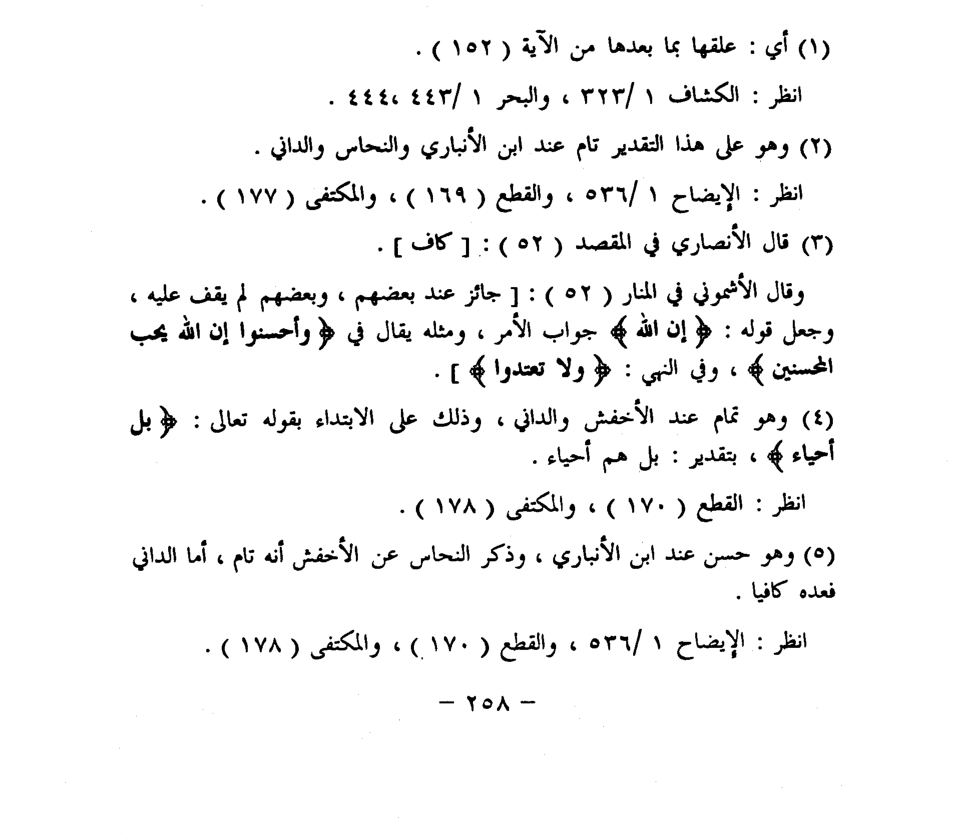 (١) أي : علقها بما بعدها من الآية ( ١٥٢ ) .
انظر : الكشاف ١ /٣٢٣ ، والبحر ١ /٤٤٣ ،٤٤٤ .
(٢) وهو على هذا التقدير تام عند ابن الأنباري والنحاس والداني .
انظر : الإيضاح ١ /٥٣٦ ، والقطع ( ١٦٩ ) ، والمكتفى ( ١٧٧ ) .
(٣) قال الأنصاري في المقصد ( ٥٢ ) : [ كاف ] .
وقال الأشموني في المنار ( ٥٢ ) : [ جائز عند بعضهم ، وبعضهم لم يقف عليه ،
وجعل قوله : ﴿ إن الله ﴾ جواب الأمر ، ومثله يقال في ﴿ وأحسنوا إن الله يحب
المحسنين ﴾ ، وفي النهي : ﴿ ولا تعتدوا ﴾ ] .
(٤) وهو تمام عند الأخفش والداني ، وذلك على الابتداء بقوله تعالى : ﴿ بل
أحياء ﴾ ، بتقدير : بل هم أحياء .
انظر : القطع ( ١٧٠ ) ، والمكتفى ( ١٧٨ ) .
(٥) وهو حسن عند ابن الأنباري ، وذكر النحاس عن الأخفش أنه تام ، أما الداني
فعده كافيا .
انظر : الإيضاح ١ /٥٣٦ ، والقطع ( ١٧٠ ) ، والمكتفى ( ١٧٨ ) .
– ٢٥٨ –